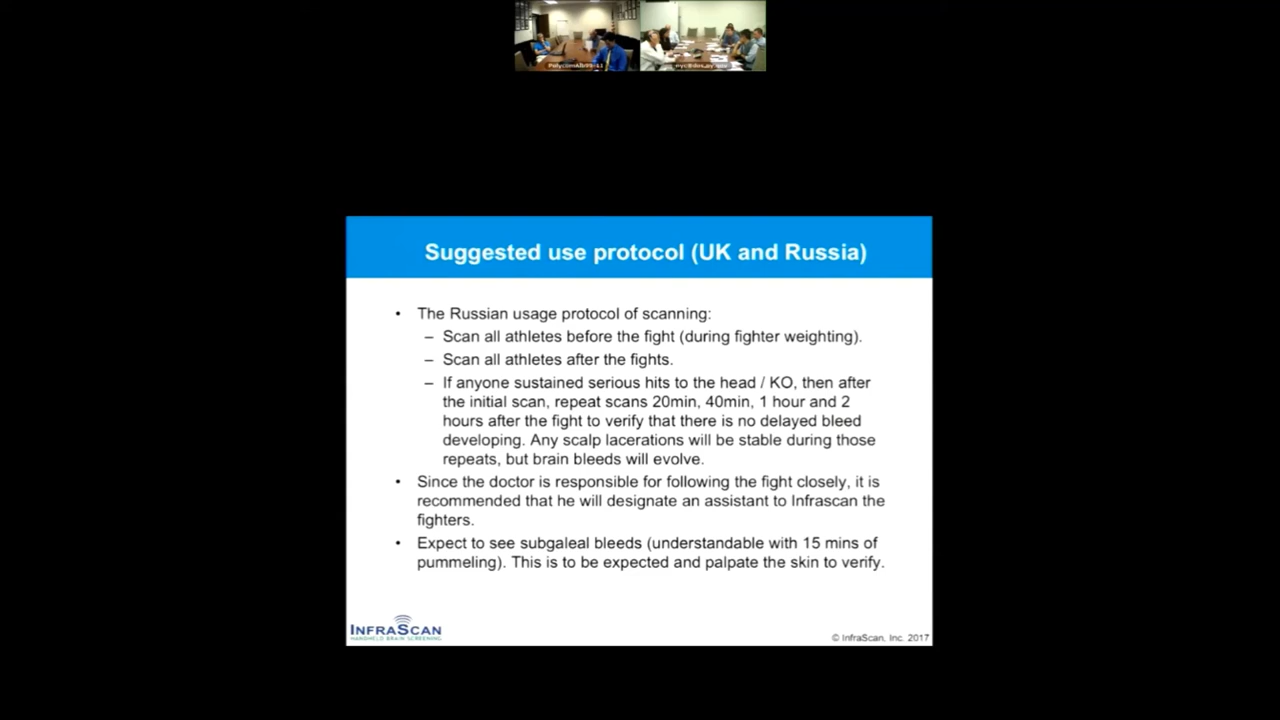 PolycomAlb99-11
nyc@dos.ny.gov
Suggested use protocol (UK and Russia)
• The Russian usage protocol of scanning:
– Scan all athletes before the fight (during fighter weighting).
– Scan all athletes after the fights.
– If anyone sustained serious hits to the head / KO, then after
the initial scan, repeat scans 20min, 40min, 1 hour and 2
hours after the fight to verify that there is no delayed bleed
developing. Any scalp lacerations will be stable during those
repeats, but brain bleeds will evolve.
• Since the doctor is responsible for following the fight closely, it is
recommended that he will designate an assistant to Infrascan the
fighters.
• Expect to see subgaleal bleeds (understandable with 15 mins of
pummeling). This is to be expected and palpate the skin to verify.
INFRASCAN
HANDHELD BRAIN SCREENING
© InfraScan, Inc. 2017